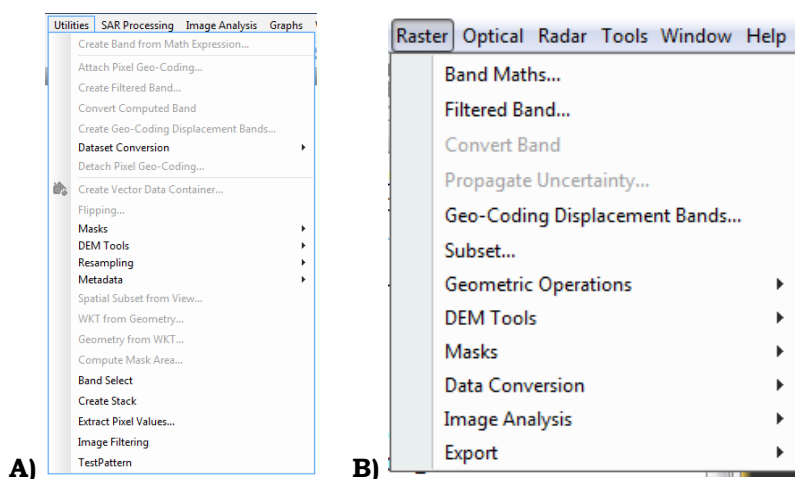 Utilities SAR Processing Image Analysis Graphs
Create Band from Math Expression...
Attach Pixel Geo-Coding...
Create Filtered Band...
Convert Computed Band
Create Geo-Coding Displacement Bands...
Dataset Conversion
Detach Pixel Geo-Coding...
Create Vector Data Container...
Flipping...
Masks
DEM Tools
Resampling
Metadata
Spatial Subset from View...
WKT from Geometry...
Geometry from WKT...
Compute Mask Area...
Band Select
Create Stack
Extract Pixel Values...
Image Filtering
TestPattern
A)
Raster Optical Radar Tools Window Help
Band Maths...
Filtered Band...
Convert Band
Propagate Uncertainty...
Geo-Coding Displacement Bands...
Subset...
Geometric Operations
DEM Tools
Masks
Data Conversion
Image Analysis
Export
B)